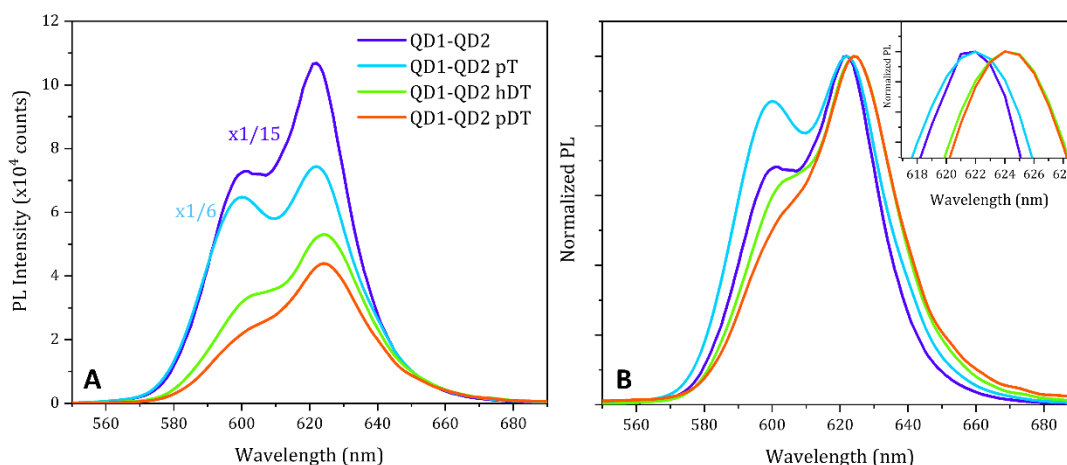 12
10
8
6
4
2
0
PL Intensity (x10⁴ counts)
x1/15
x1/6
QD1-QD2
QD1-QD2 pT
QD1-QD2 hDT
QD1-QD2 pDT
A
560 580 600 620 640 660 680
Wavelength (nm)
Normalized PL
B
560 580 600 620 640 660 680
Wavelength (nm)
Normalized PL
618 620 622 624 626
Wavelength (nm)